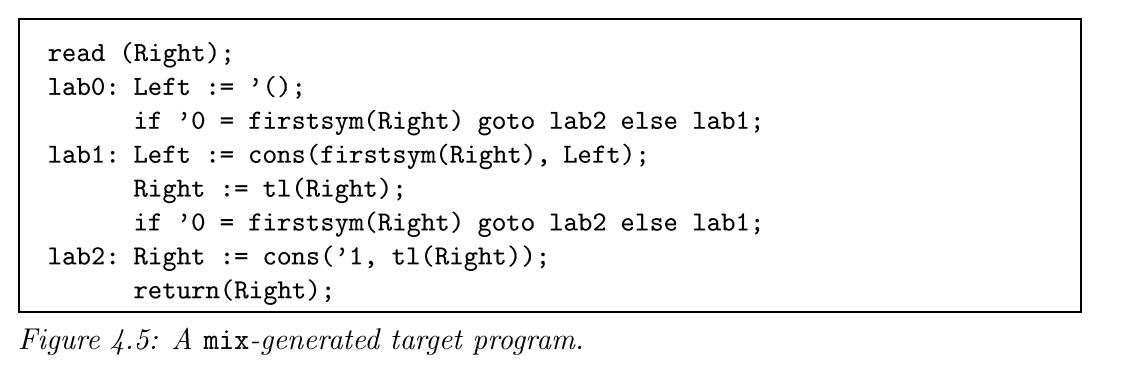 read (Right);
lab0: Left := '();
if '0 = firstsym(Right) goto lab2 else lab1;
lab1: Left := cons(firstsym(Right), Left);
Right := tl(Right);
if '0 = firstsym(Right) goto lab2 else lab1;
lab2: Right := cons('1, tl(Right));
return(Right);
Figure 4.5: A mix-generated target program.